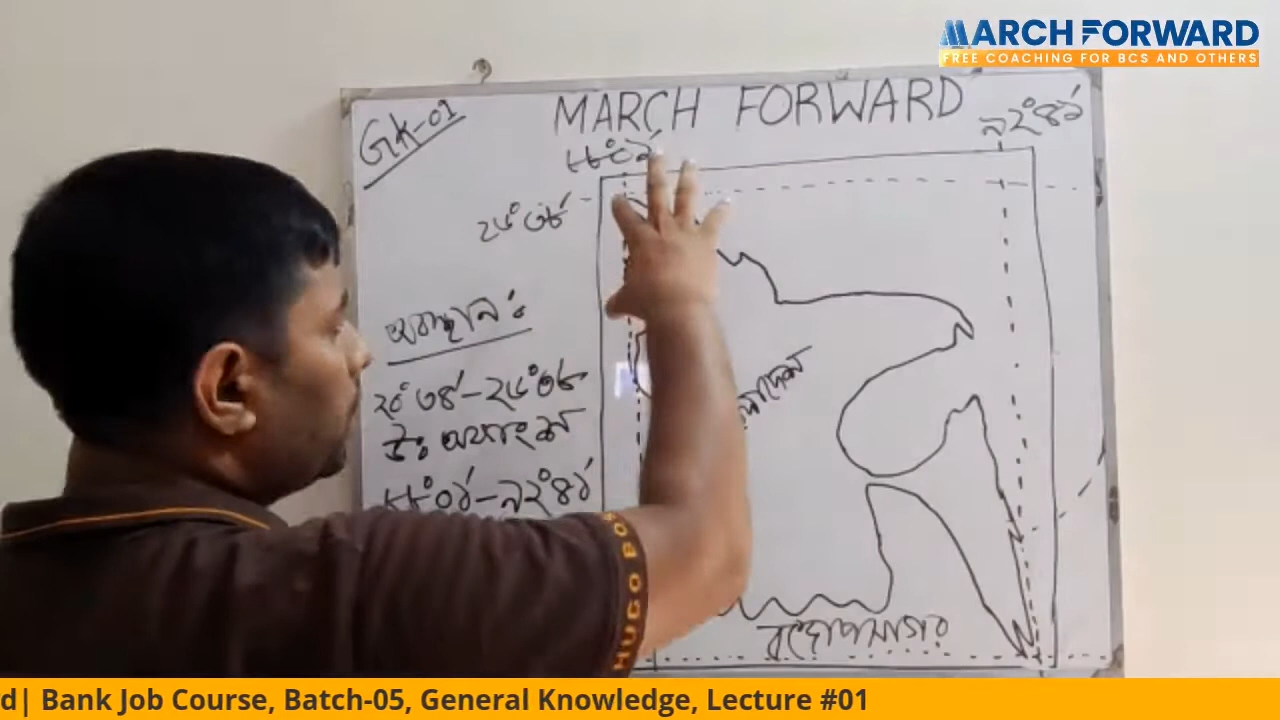 MARCH FORWARD
FREE COACHING FOR BCS AND OTHERS
GK-01
MARCH FORWARD
৮৮°০১′
৯২°৪১′
২৬°৩৮′
অবস্থানঃ
২০°৩৪′-২৬°৩৮′
উঃ অক্ষাংশ
৮৮°০১′-৯২°৪১′
লাদেশ
বঙ্গোপসাগর
HUGO BOS
d| Bank Job Course, Batch-05, General Knowledge, Lecture #01